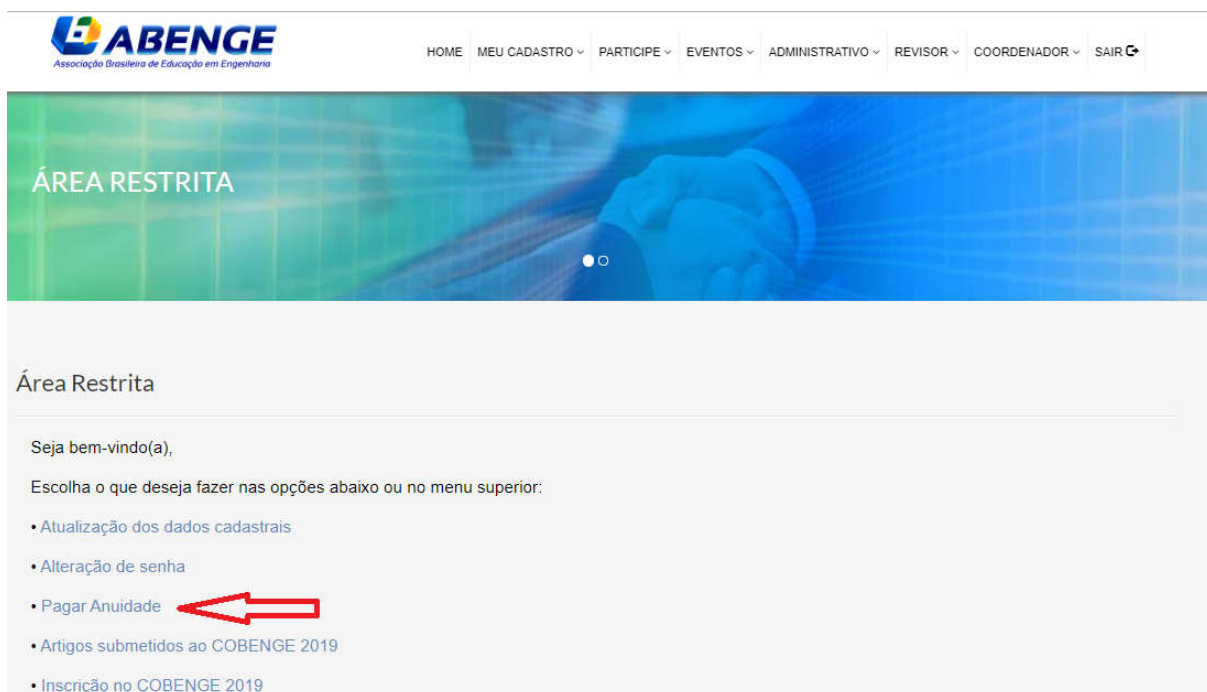 ABENGE
Associação Brasileira de Educação em Engenharia
HOME MEU CADASTRO PARTICIPE EVENTOS ADMINISTRATIVO REVISOR COORDENADOR SAIR
ÁREA RESTRITA
Área Restrita
Seja bem-vindo(a),
Escolha o que deseja fazer nas opções abaixo ou no menu superior:
• Atualização dos dados cadastrais
• Alteração de senha
• Pagar Anuidade
• Artigos submetidos ao COBENGE 2019
• Inscrição no COBENGE 2019